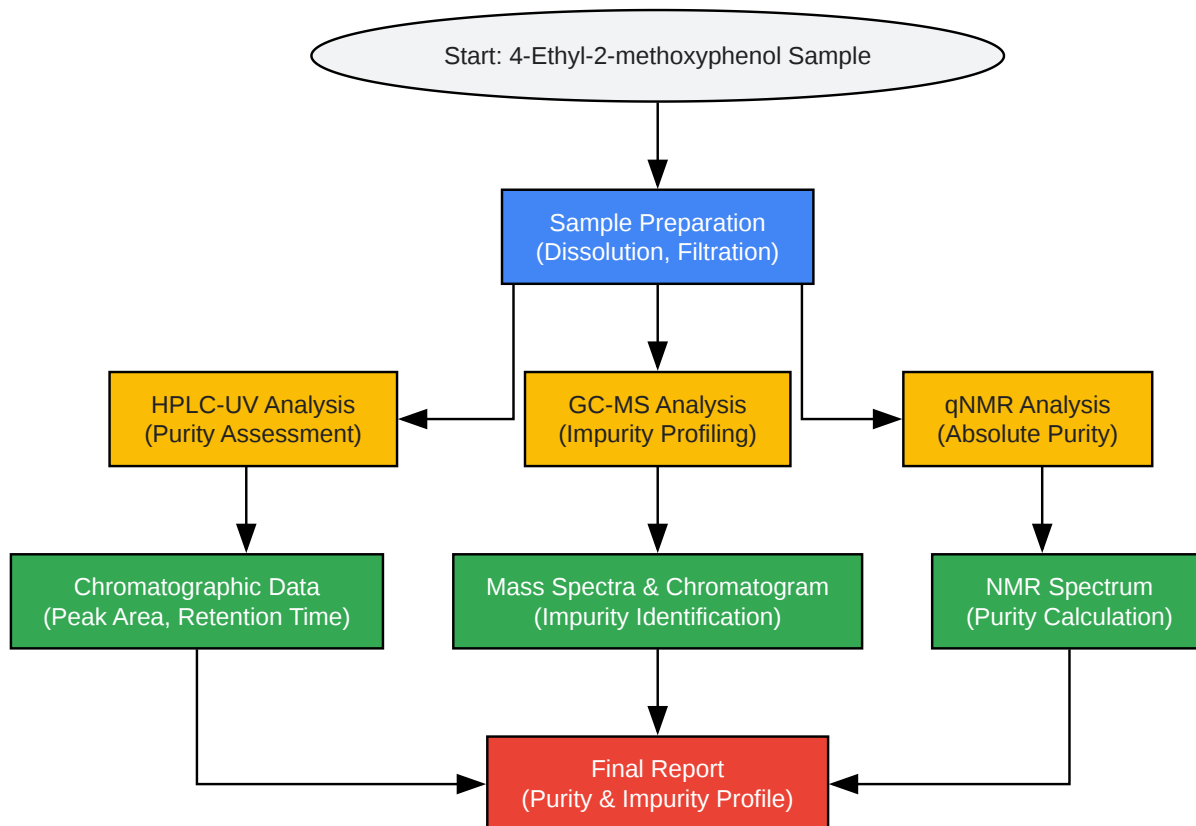 Start: 4-Ethyl-2-methoxyphenol Sample
Sample Preparation
(Dissolution, Filtration)
HPLC-UV Analysis
(Purity Assessment)
GC-MS Analysis
(Impurity Profiling)
qNMR Analysis
(Absolute Purity)
Chromatographic Data
(Peak Area, Retention Time)
Mass Spectra & Chromatogram
(Impurity Identification)
NMR Spectrum
(Purity Calculation)
Final Report
(Purity & Impurity Profile)